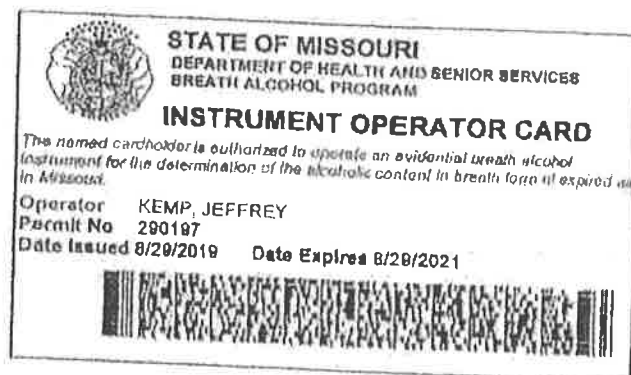 STATE OF MISSOURI
DEPARTMENT OF HEALTH AND SENIOR SERVICES
BREATH ALCOHOL PROGRAM
INSTRUMENT OPERATOR CARD
The named cardholder is authorized to operate an evidential breath alcohol
instrument for the determination of the alcoholic content in breath form of expired air
in Missouri.
Operator KEMP, JEFFREY
Permit No 290197
Date Issued 8/29/2019 Date Expires 8/29/2021